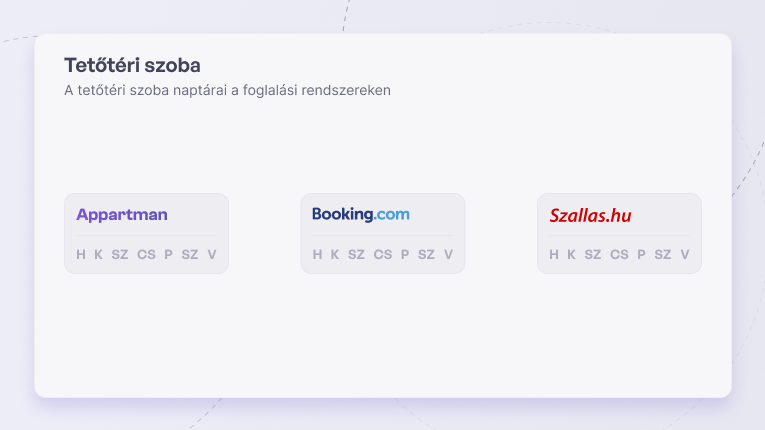 Tetőtéri szoba
A tetőtéri szoba naptárai a foglalási rendszereken
Appartman
H K SZ CS P SZ V
Booking.com
H K SZ CS P SZ V
Szallas.hu
H K SZ CS P SZ V